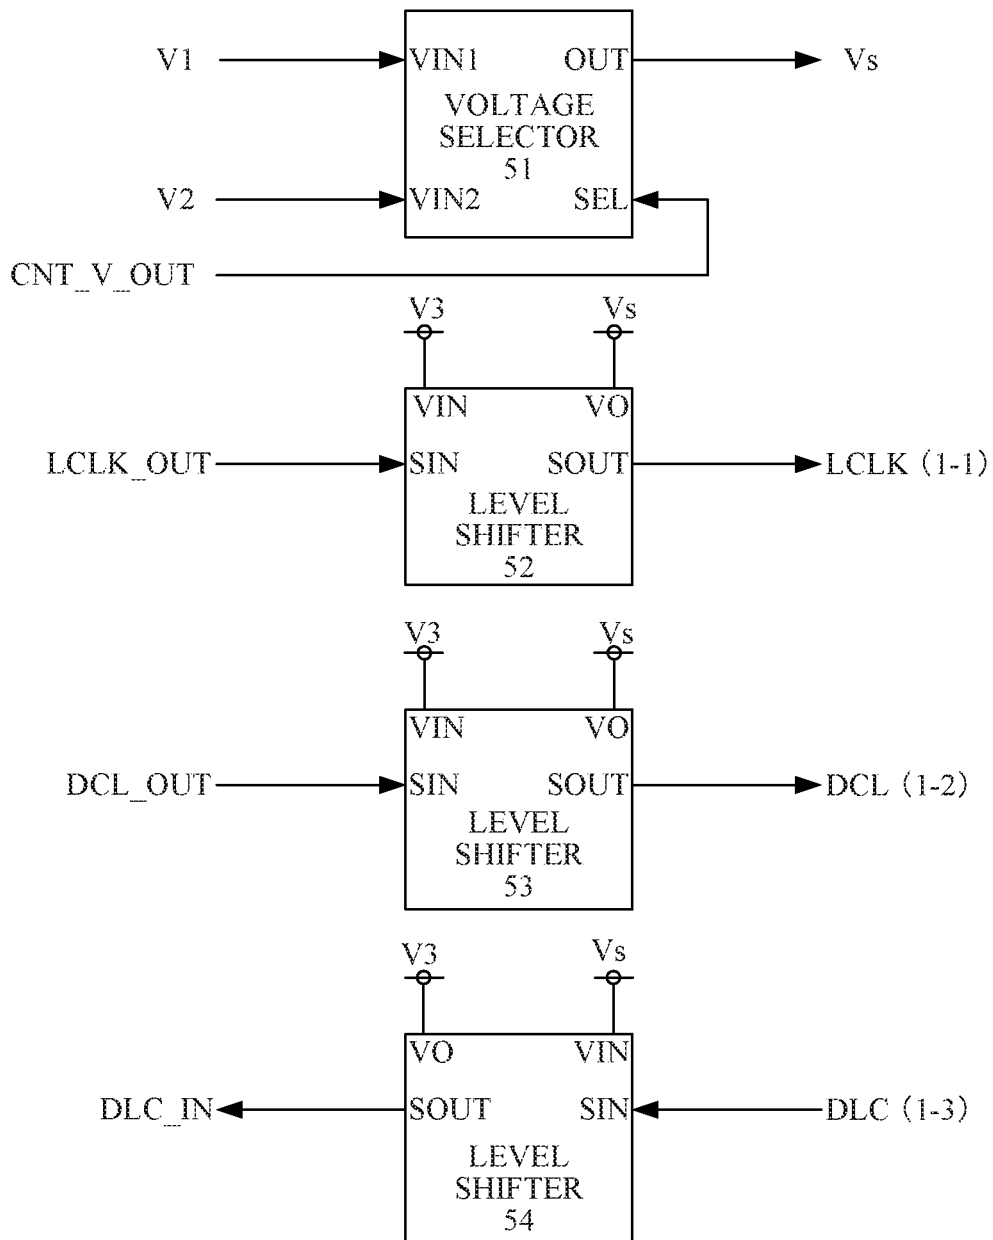 V1
VIN1
OUT
Vs
VOLTAGE
SELECTOR
51
V2
VIN2
SEL
CNT_V_OUT
V3
Vs
VIN
VO
LCLK_OUT
SIN
SOUT
LCLK (1-1)
LEVEL
SHIFTER
52
V3
Vs
VIN
VO
DCL_OUT
SIN
SOUT
DCL (1-2)
LEVEL
SHIFTER
53
V3
Vs
VO
VIN
DLC_IN
SOUT
SIN
DLC (1-3)
LEVEL
SHIFTER
54